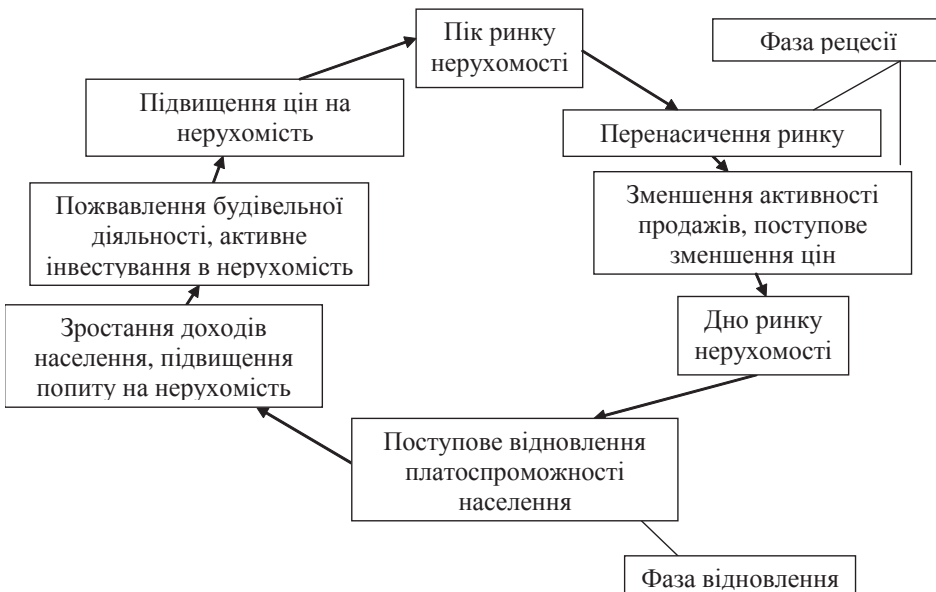 Пік ринку
нерухомості
Фаза рецесії
Підвищення цін на
нерухомість
Перенасичення ринку
Пожвавлення будівельної
діяльності, активне
інвестування в нерухомість
Зменшення активності
продажів, поступове
зменшення цін
Зростання доходів
населення, підвищення
попиту на нерухомість
Дно ринку
нерухомості
Поступове відновлення
платоспроможності
населення
Фаза відновлення